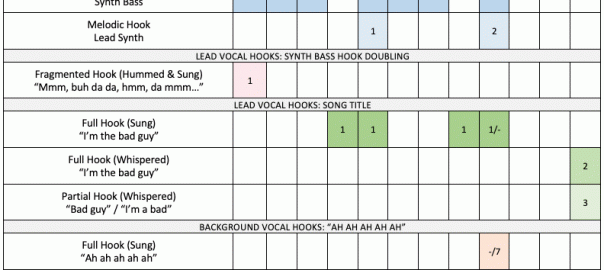 Synth Bass
Melodic Hook
Lead Synth
1
2
LEAD VOCAL HOOKS: SYNTH BASS HOOK DOUBLING
Fragmented Hook (Hummed & Sung)
“Mmm, buh da da, hmm, da mmm…”
1
LEAD VOCAL HOOKS: SONG TITLE
Full Hook (Sung)
“I’m the bad guy”
1
1
1
1/-
Full Hook (Whispered)
“I’m the bad guy”
2
Partial Hook (Whispered)
“Bad guy” / “I’m a bad”
3
BACKGROUND VOCAL HOOKS: “AH AH AH AH AH”
Full Hook (Sung)
“Ah ah ah ah ah”
-/7